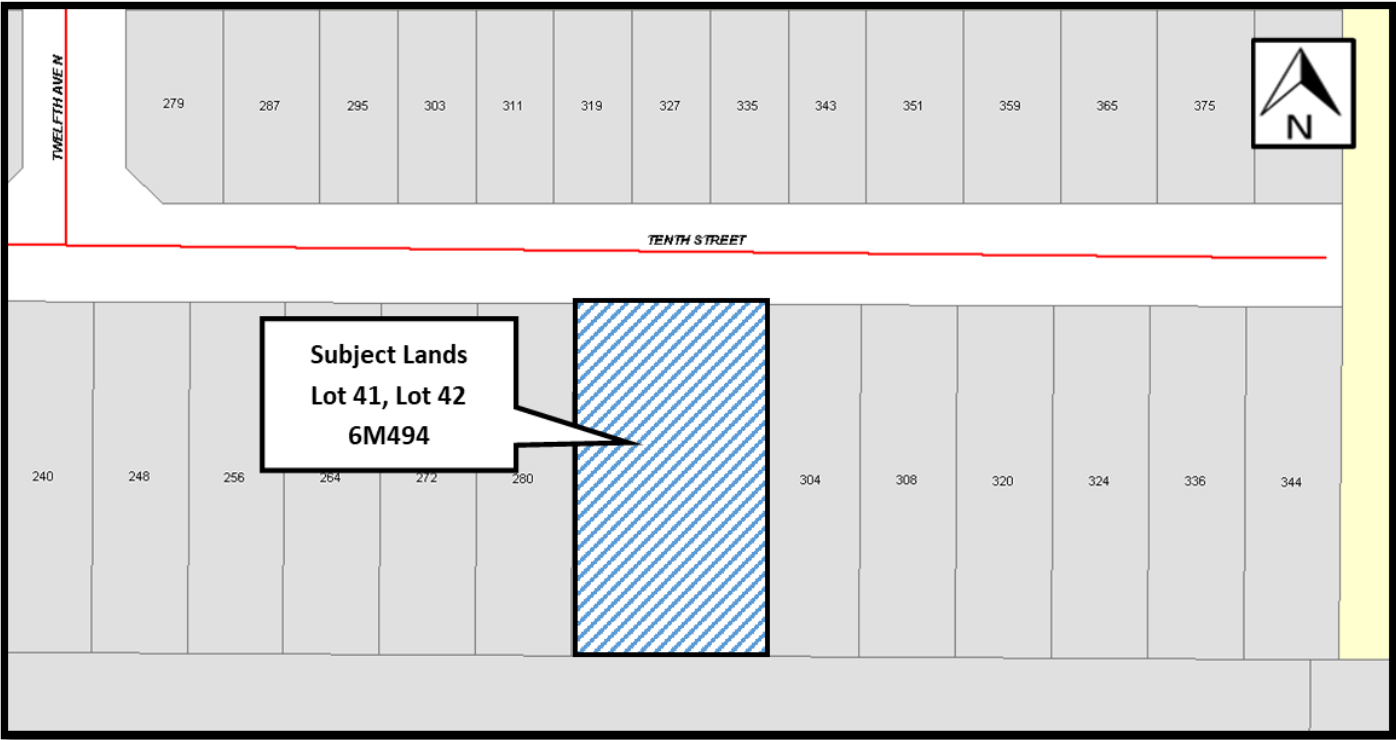 TWELFTH AVE N
279 287 295 303 311 319 327 335 343 351 359 365 375
N
TENTH STREET
Subject Lands
Lot 41, Lot 42
6M494
240 248 256 264 272 280 304 308 320 324 336 344